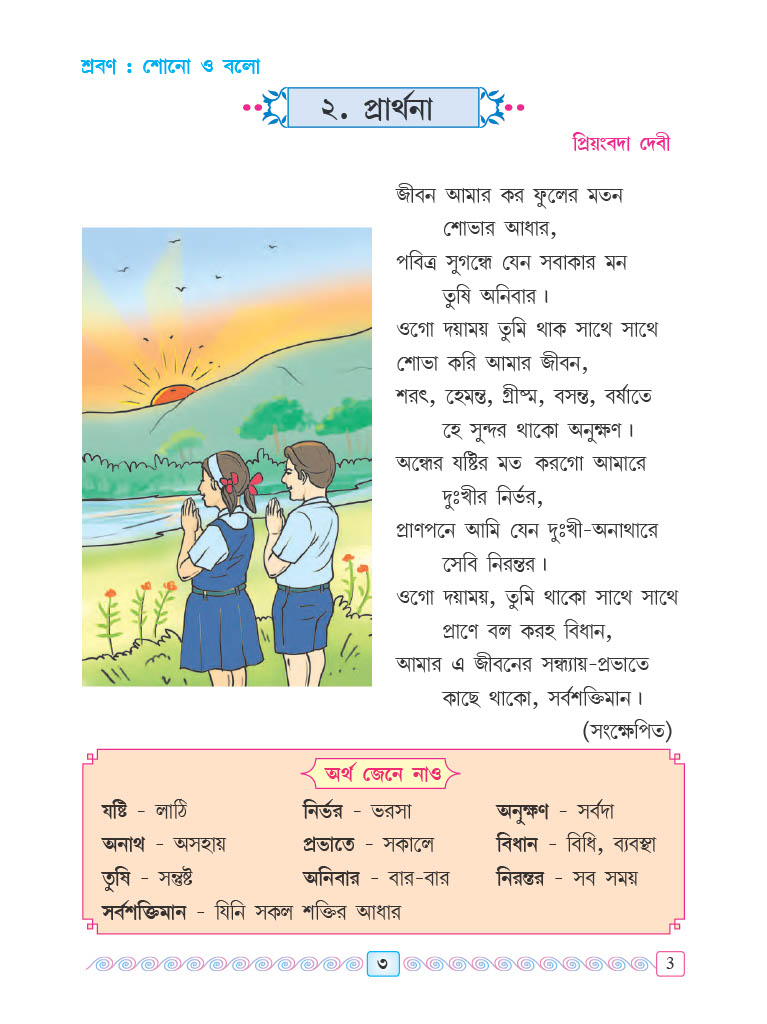 শ্রবণ : শোনো ও বলো
২. প্রার্থনা
প্রিয়ংবদা দেবী
জীবন আমার কর ফুলের মতন
শোভার আধার,
পবিত্র সুগন্ধে যেন সবাকার মন
তুষি অনিবার।
ওগো দয়াময় তুমি থাক সাথে সাথে
শোভা করি আমার জীবন,
শরৎ, হেমন্ত, গ্রীষ্ম, বসন্ত, বর্ষাতে
হে সুন্দর থাকো অনুক্ষণ।
অন্ধের যষ্টির মত করগো আমারে
দুঃখীর নির্ভর,
প্রাণপনে আমি যেন দুঃখী-অনাথারে
সেবি নিরন্তর।
ওগো দয়াময়, তুমি থাকো সাথে সাথে
প্রাণে বল করহ বিধান,
আমার এ জীবনের সন্ধ্যায়-প্রভাতে
কাছে থাকো, সর্বশক্তিমান।
(সংক্ষেপিত)
অর্থ জেনে নাও
যষ্টি - লাঠি নির্ভর - ভরসা অনুক্ষণ - সর্বদা
অনাথ - অসহায় প্রভাতে - সকালে বিধান - বিধি, ব্যবস্থা
তুষি - সন্তুষ্ট অনিবার - বার-বার নিরন্তর - সব সময়
সর্বশক্তিমান - যিনি সকল শক্তির আধার
৩ 3